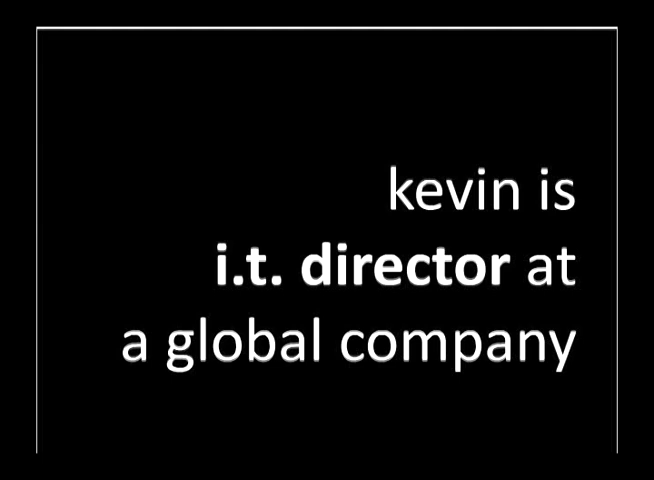 kevin is
i.t. director at
a global company